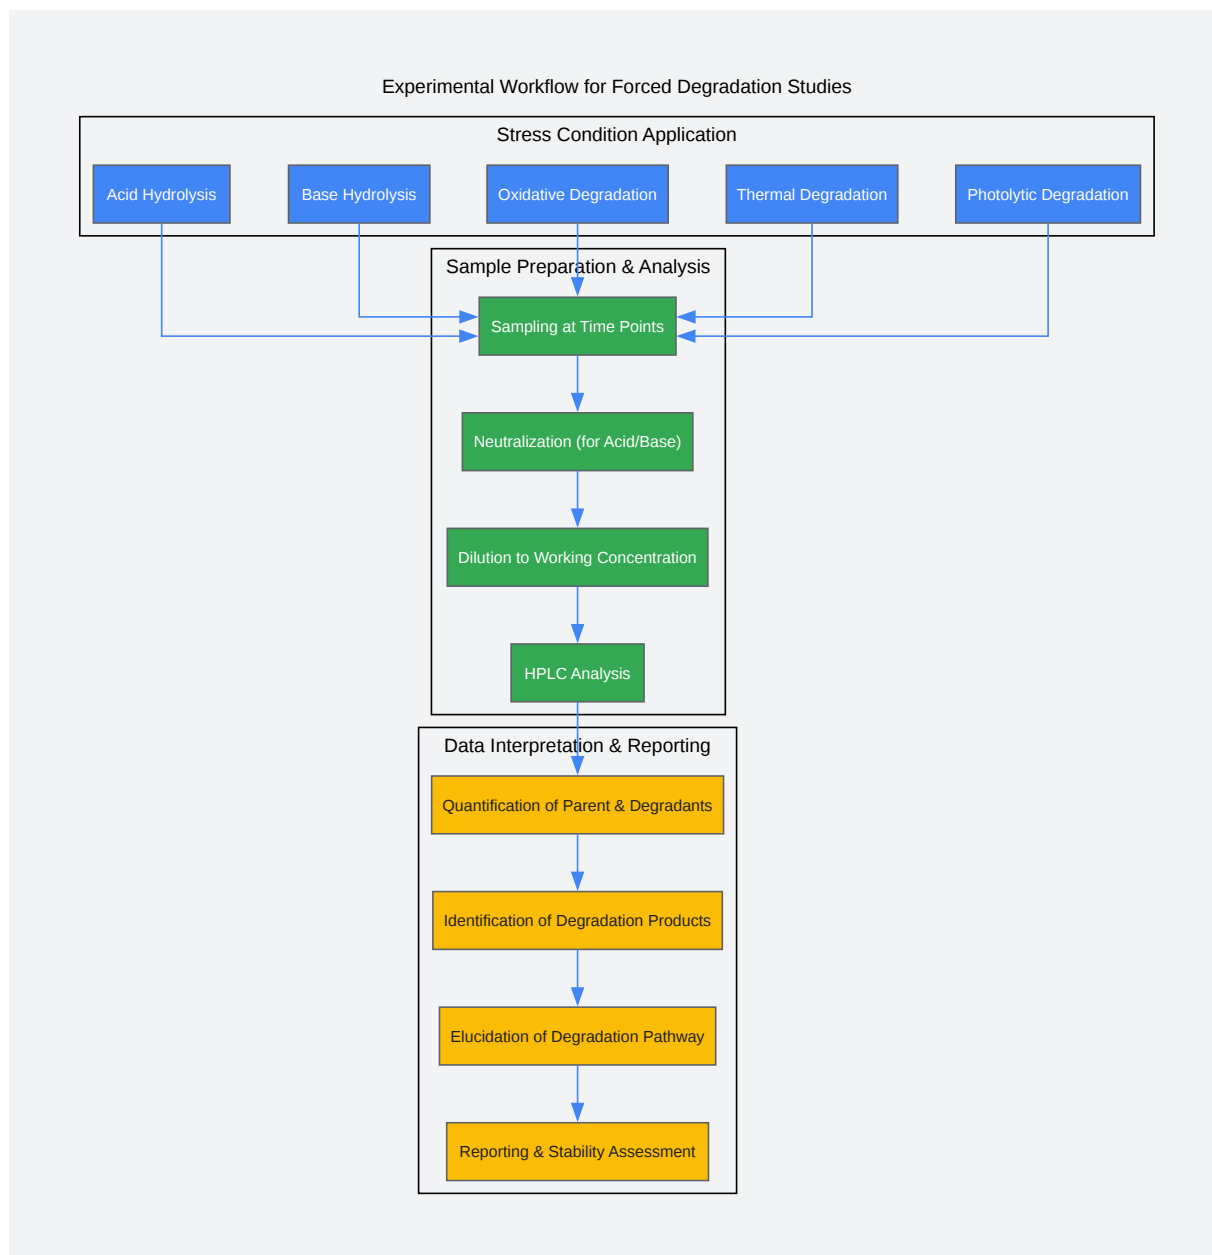 Experimental Workflow for Forced Degradation Studies
Stress Condition Application
Acid Hydrolysis
Base Hydrolysis
Oxidative Degradation
Thermal Degradation
Photolytic Degradation
Sample Preparation & Analysis
Sampling at Time Points
Neutralization (for Acid/Base)
Dilution to Working Concentration
HPLC Analysis
Data Interpretation & Reporting
Quantification of Parent & Degradants
Identification of Degradation Products
Elucidation of Degradation Pathway
Reporting & Stability Assessment